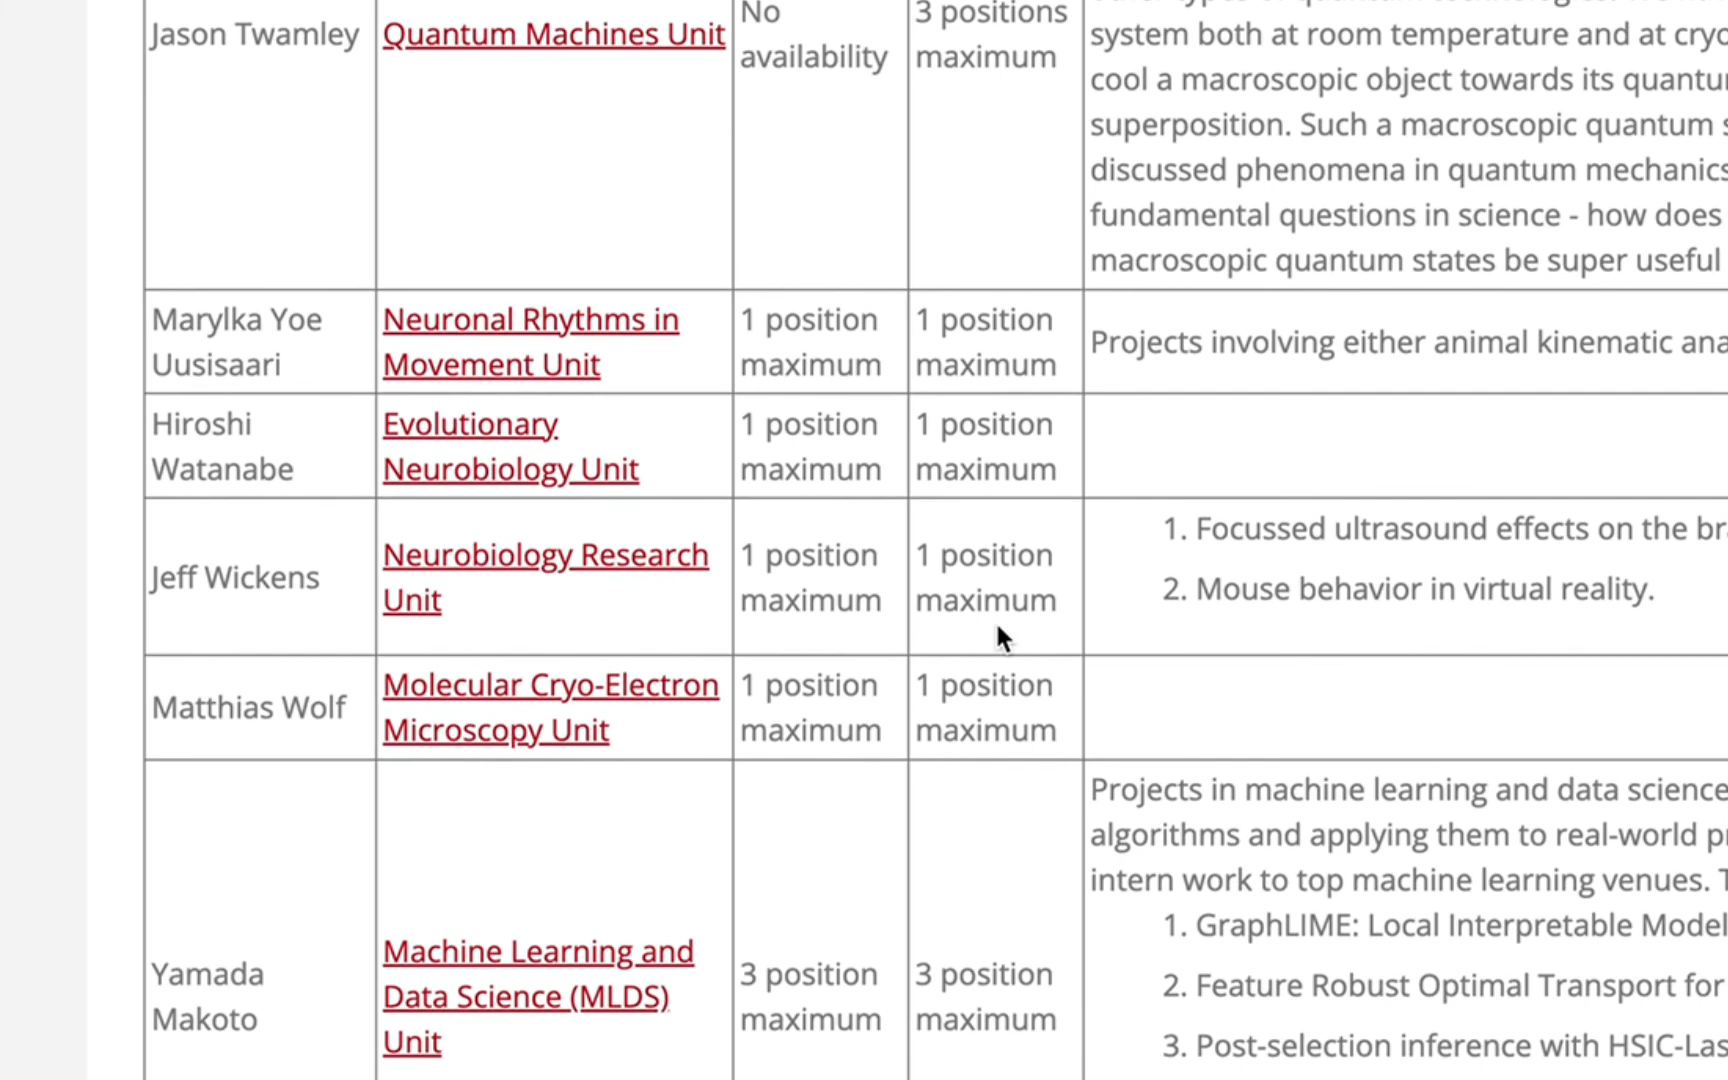 Jason Twamley
Quantum Machines Unit
No
availability
3 positions
maximum
system both at room temperature and at cryo
cool a macroscopic object towards its quantu
superposition. Such a macroscopic quantum s
discussed phenomena in quantum mechanics
fundamental questions in science - how does
macroscopic quantum states be super useful
Marylka Yoe
Uusisaari
Neuronal Rhythms in
Movement Unit
1 position
maximum
1 position
maximum
Projects involving either animal kinematic ana
Hiroshi
Watanabe
Evolutionary
Neurobiology Unit
1 position
maximum
1 position
maximum
Jeff Wickens
Neurobiology Research
Unit
1 position
maximum
1 position
maximum
1. Focussed ultrasound effects on the bra
2. Mouse behavior in virtual reality.
Matthias Wolf
Molecular Cryo-Electron
Microscopy Unit
1 position
maximum
1 position
maximum
Yamada
Makoto
Machine Learning and
Data Science (MLDS)
Unit
3 position
maximum
3 position
maximum
Projects in machine learning and data science
algorithms and applying them to real-world pr
intern work to top machine learning venues. T
1. GraphLIME: Local Interpretable Model
2. Feature Robust Optimal Transport for
3. Post-selection inference with HSIC-Las